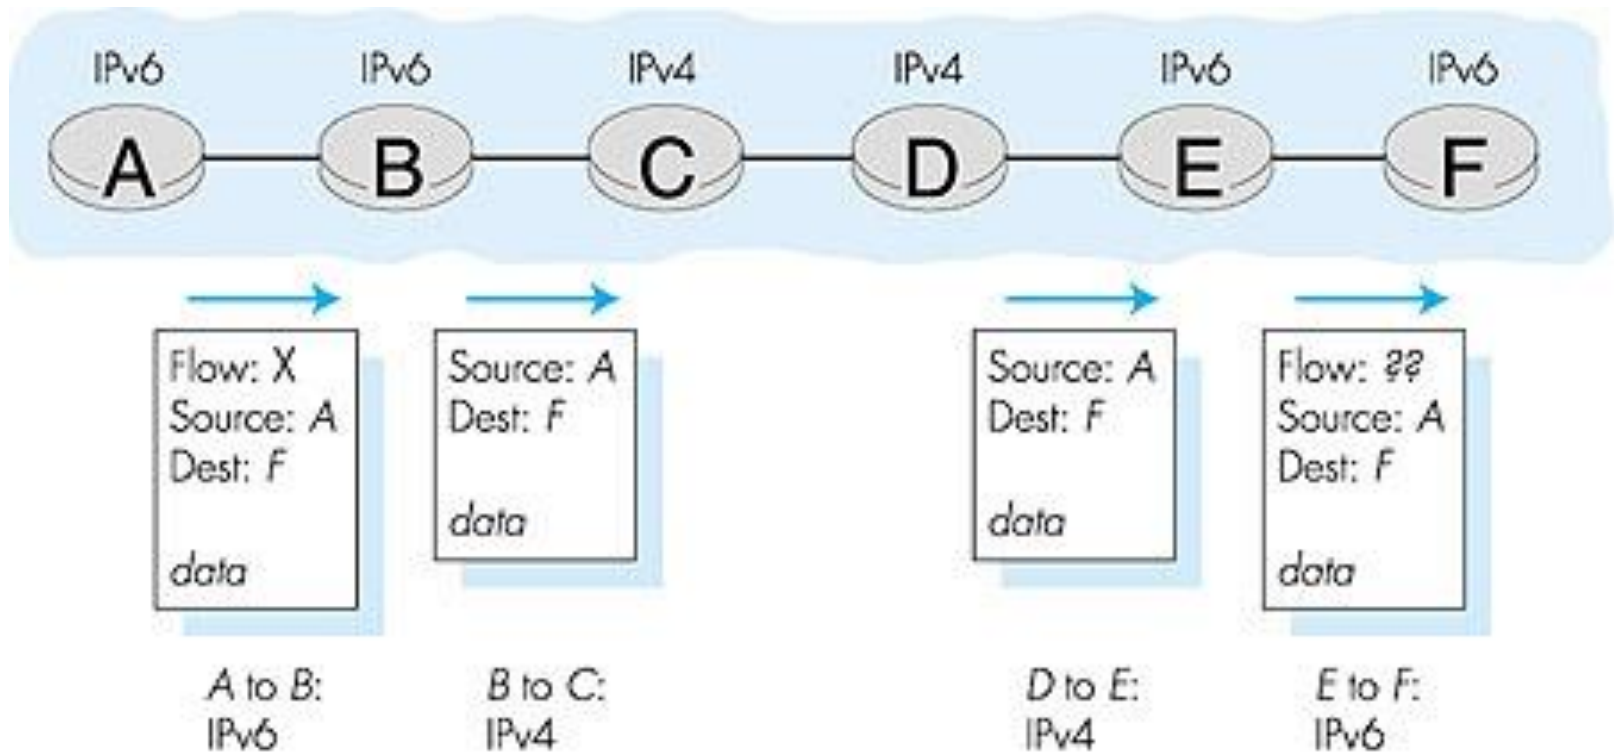 IPv6
IPv6
IPv4
IPv4
IPv6
IPv6
A
B
C
D
E
F
Flow: X
Source: A
Dest: F
data
Source: A
Dest: F
data
Source: A
Dest: F
data
Flow: ??
Source: A
Dest: F
data
A to B:
IPv6
B to C:
IPv4
D to E:
IPv4
E to F:
IPv6